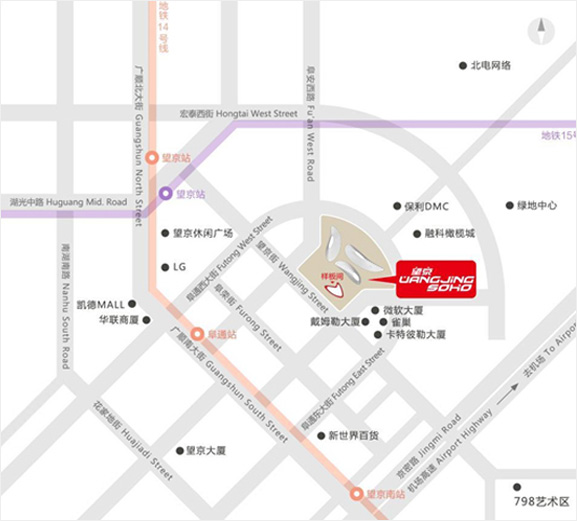 地铁14号线
北电网络
宏泰西街 Hongtai West Street
广顺北大街 Guangshun North Street
阜安西路 Fu'an West Road
地铁15号
望京站
望京站
湖光中路 Huguang Mid. Road
保利DMC
绿地中心
望京休闲广场
融科橄榄城
阜通西大街 Futong West Street
望京街 Wangjing Street
南湖南路 Nanhu South Road
LG
样板间
望京
WANGJING
SOHO
凯德MALL
华联商厦
阜荣街 Furong Street
微软大厦
戴姆勒大厦
雀巢
卡特彼勒大厦
阜通站
广顺南大街 Guangshun South Street
去机场 To Airport
阜通东大街 Futong East Street
花家地街 Huajiadi Street
新世界百货
望京大厦
京密路 Jingmi Road
机场高速 Airport Highway
望京南站
798艺术区